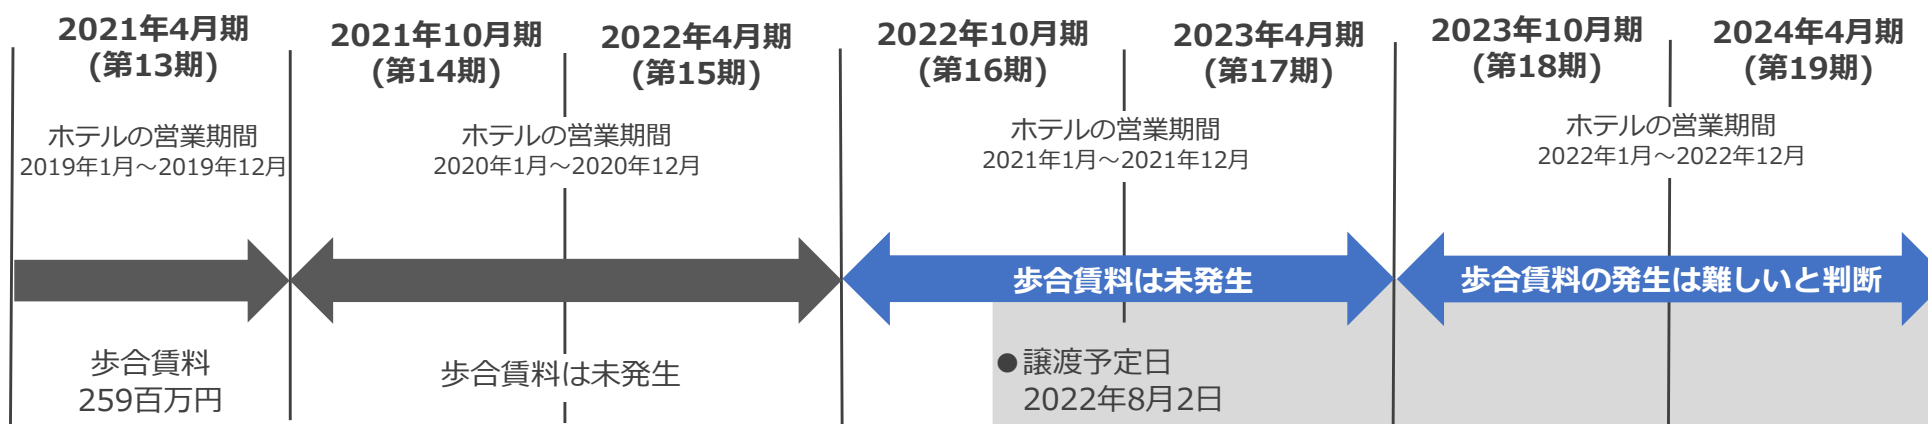 2021年4月期
(第13期)
2021年10月期
(第14期)
2022年4月期
(第15期)
2022年10月期
(第16期)
2023年4月期
(第17期)
2023年10月期
(第18期)
2024年4月期
(第19期)
ホテルの営業期間
2019年1月～2019年12月
ホテルの営業期間
2020年1月～2020年12月
ホテルの営業期間
2021年1月～2021年12月
ホテルの営業期間
2022年1月～2022年12月
歩合賃料は未発生
歩合賃料の発生は難しいと判断
歩合賃料
259百万円
歩合賃料は未発生
●譲渡予定日
2022年8月2日